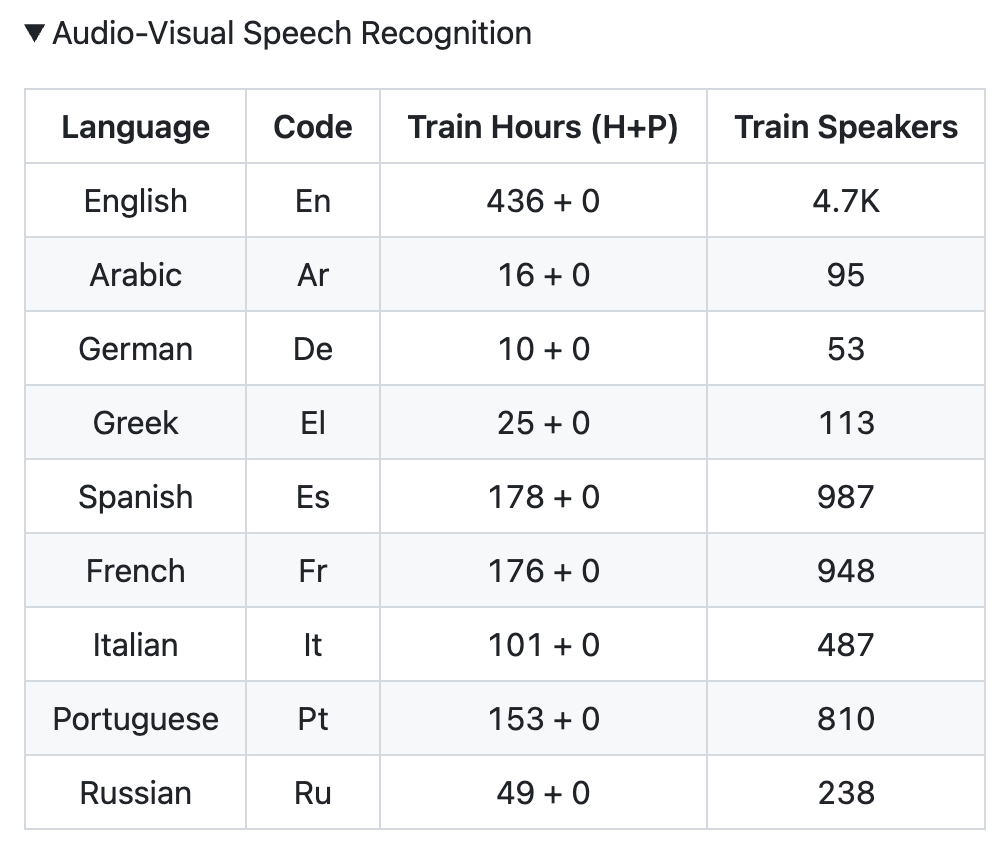 ▼ Audio-Visual Speech Recognition
Language Code Train Hours (H+P) Train Speakers
English En 436 + 0 4.7K
Arabic Ar 16 + 0 95
German De 10 + 0 53
Greek El 25 + 0 113
Spanish Es 178 + 0 987
French Fr 176 + 0 948
Italian It 101 + 0 487
Portuguese Pt 153 + 0 810
Russian Ru 49 + 0 238